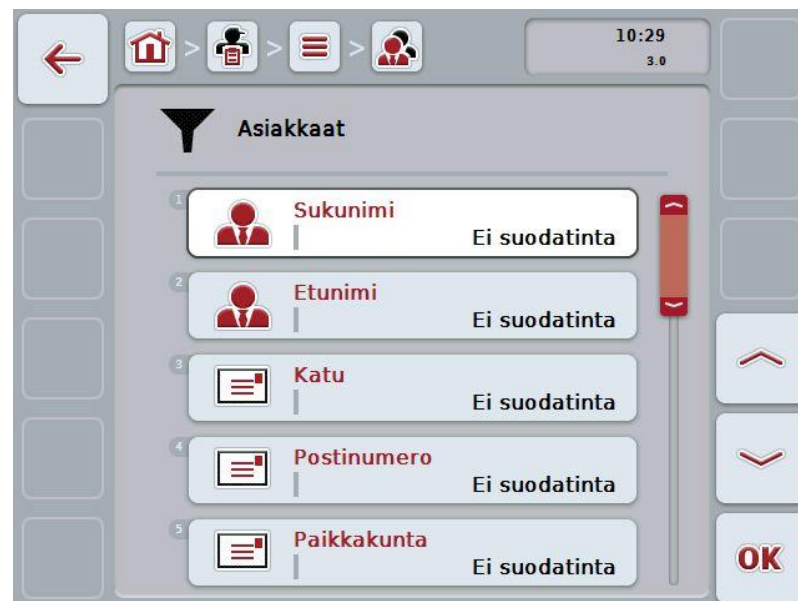 > > >
10:29
3.0
Asiakkaat
1
Sukunimi
Ei suodatinta
2
Etunimi
Ei suodatinta
3
Katu
Ei suodatinta
4
Postinumero
Ei suodatinta
5
Paikkakunta
Ei suodatinta
OK